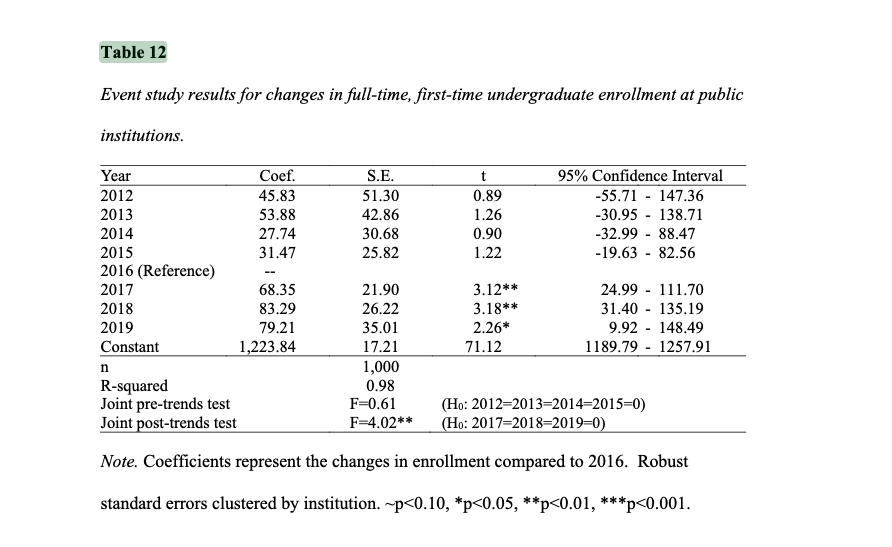 Table 12
Event study results for changes in full-time, first-time undergraduate enrollment at public
institutions.
Year Coef. S.E. t 95% Confidence Interval
2012 45.83 51.30 0.89 -55.71 - 147.36
2013 53.88 42.86 1.26 -30.95 - 138.71
2014 27.74 30.68 0.90 -32.99 - 88.47
2015 31.47 25.82 1.22 -19.63 - 82.56
2016 (Reference) --
2017 68.35 21.90 3.12** 24.99 - 111.70
2018 83.29 26.22 3.18** 31.40 - 135.19
2019 79.21 35.01 2.26* 9.92 - 148.49
Constant 1,223.84 17.21 71.12 1189.79 - 1257.91
n 1,000
R-squared 0.98
Joint pre-trends test F=0.61 (H₀: 2012=2013=2014=2015=0)
Joint post-trends test F=4.02** (H₀: 2017=2018=2019=0)
Note. Coefficients represent the changes in enrollment compared to 2016. Robust
standard errors clustered by institution. ~p<0.10, *p<0.05, **p<0.01, ***p<0.001.